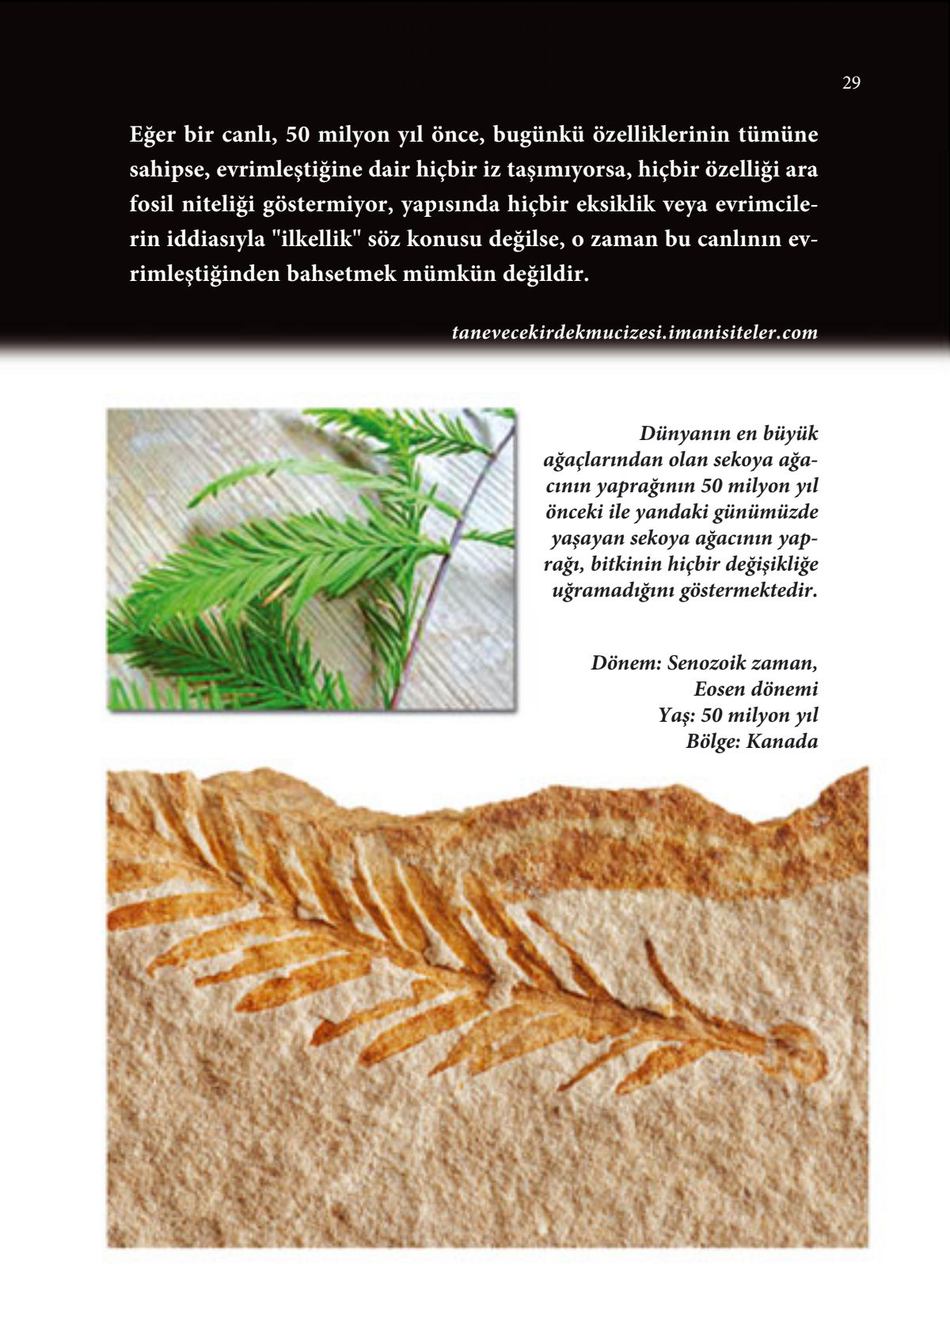 29
Eğer bir canlı, 50 milyon yıl önce, bugünkü özelliklerinin tümüne
sahipse, evrimleştiğine dair hiçbir iz taşımıyorsa, hiçbir özelliği ara
fosil niteliği göstermiyor, yapısında hiçbir eksiklik veya evrimcile-
rin iddiasıyla "ilkellik" söz konusu değilse, o zaman bu canlının ev-
rimleştiğinden bahsetmek mümkün değildir.
tanevecekirdekmucizesi.imanisiteler.com
Dünyanın en büyük
ağaçlarından olan sekoya ağa-
cının yaprağının 50 milyon yıl
önceki ile yandaki günümüzde
yaşayan sekoya ağacının yap-
rağı, bitkinin hiçbir değişikliğe
uğramadığını göstermektedir.
Dönem: Senozoik zaman,
Eosen dönemi
Yaş: 50 milyon yıl
Bölge: Kanada